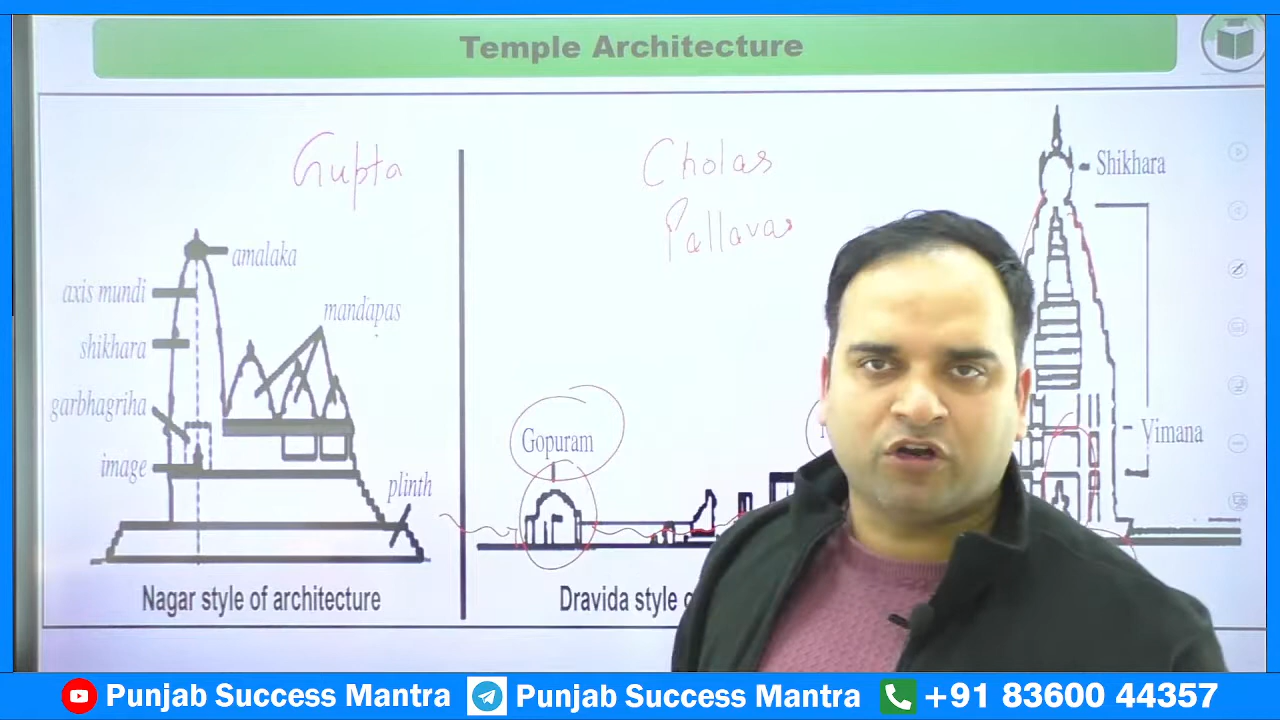 Temple Architecture
Gupta
Cholas
Pallavas
amalaka
axis mundi
mandapas
shikhara
garbhagriha
image
plinth
Nagar style of architecture
Gopuram
Shikhara
Vimana
Dravida style
Punjab Success Mantra
Punjab Success Mantra
+91 83600 44357